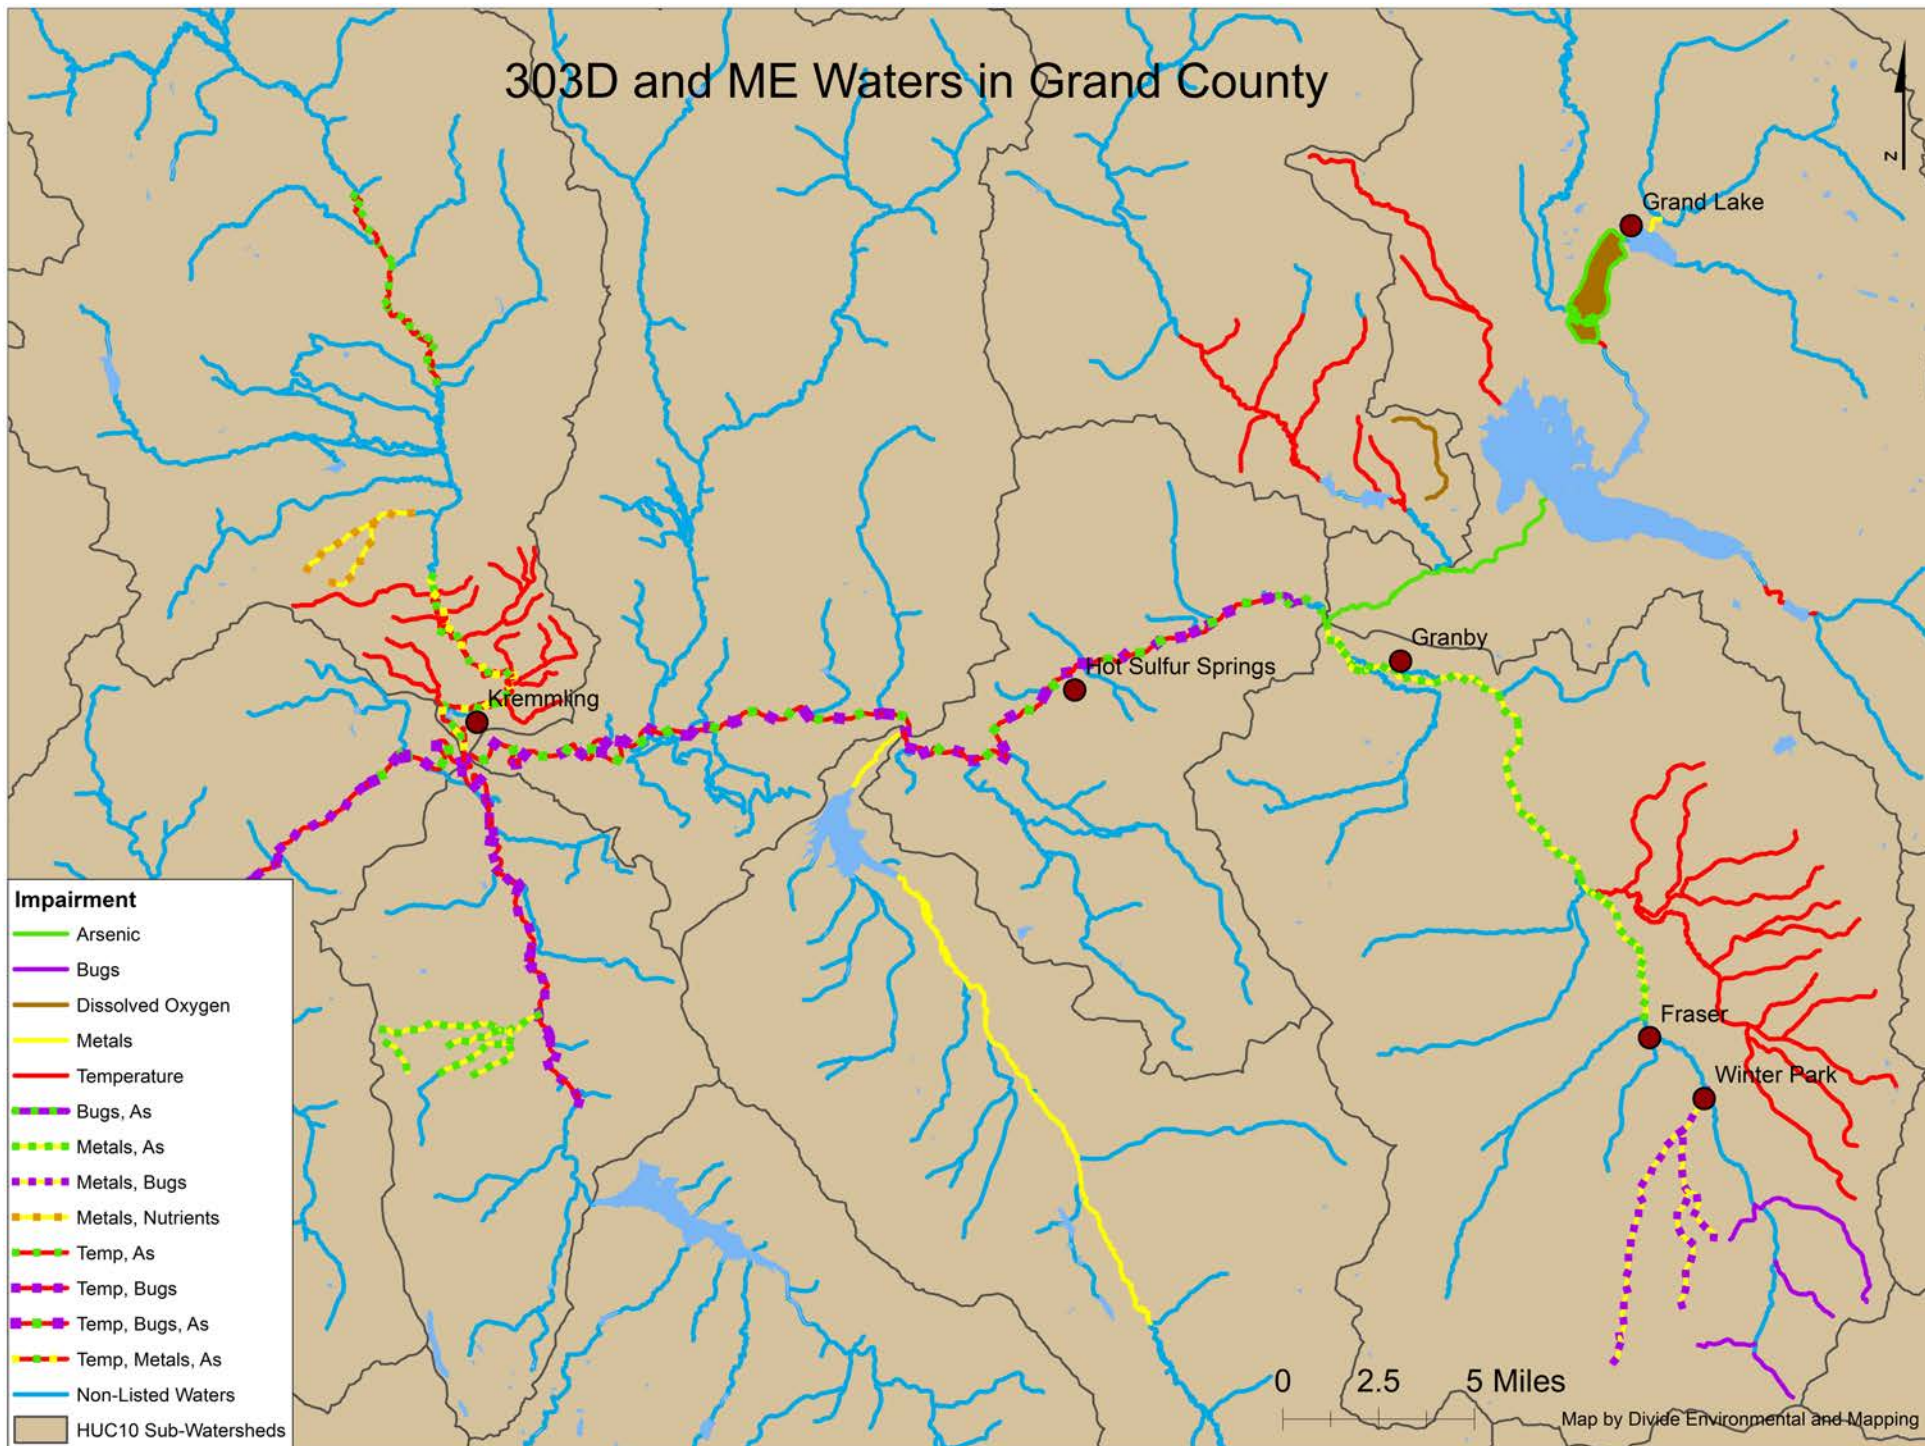 303D and ME Waters in Grand County
N
Grand Lake
Granby
Hot Sulfur Springs
Kremmling
Fraser
Winter Park
Impairment
Arsenic
Bugs
Dissolved Oxygen
Metals
Temperature
Bugs, As
Metals, As
Metals, Bugs
Metals, Nutrients
Temp, As
Temp, Bugs
Temp, Bugs, As
Temp, Metals, As
Non-Listed Waters
HUC10 Sub-Watersheds
0 2.5 5 Miles
Map by Divide Environmental and Mapping